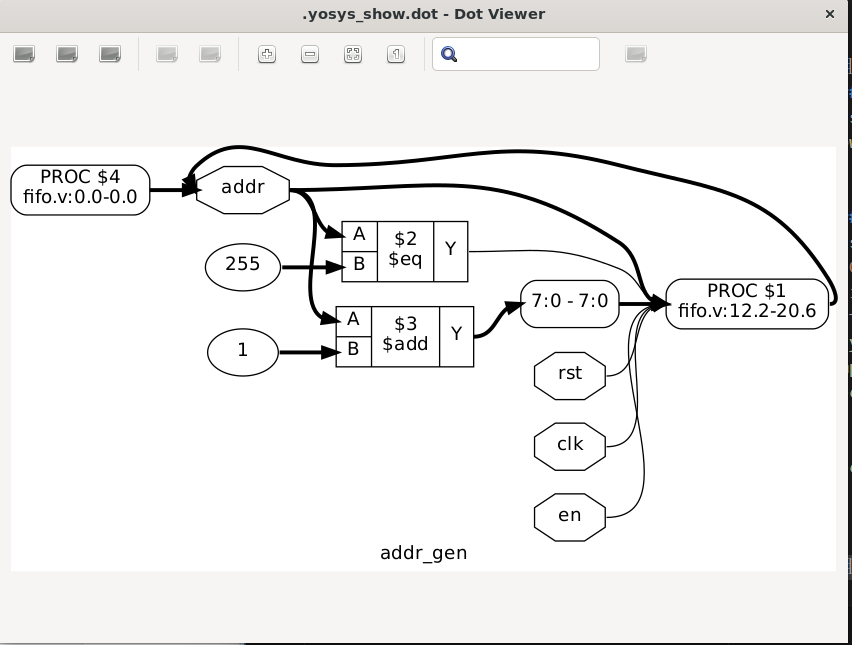 .yosys_show.dot - Dot Viewer
PROC $4
fifo.v:0.0-0.0
addr
A
B
$2
$eq
Y
255
A
B
$3
$add
Y
1
7:0 - 7:0
PROC $1
fifo.v:12.2-20.6
rst
clk
en
addr_gen